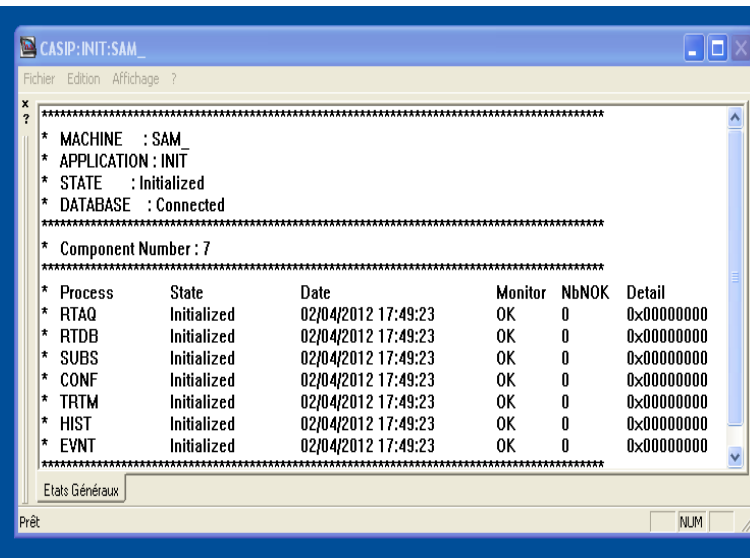 CASIP:INIT:SAM_
Fichier Edition Affichage ?
x
?
********************************************************************************
* MACHINE : SAM_
* APPLICATION : INIT
* STATE : Initialized
* DATABASE : Connected
********************************************************************************
* Component Number : 7
********************************************************************************
* Process State Date Monitor NbNOK Detail
* RTAQ Initialized 02/04/2012 17:49:23 OK 0 0x00000000
* RTDB Initialized 02/04/2012 17:49:23 OK 0 0x00000000
* SUBS Initialized 02/04/2012 17:49:23 OK 0 0x00000000
* CONF Initialized 02/04/2012 17:49:23 OK 0 0x00000000
* TRTM Initialized 02/04/2012 17:49:23 OK 0 0x00000000
* HIST Initialized 02/04/2012 17:49:23 OK 0 0x00000000
* EVNT Initialized 02/04/2012 17:49:23 OK 0 0x00000000
********************************************************************************
Etats Généraux
Prêt NUM